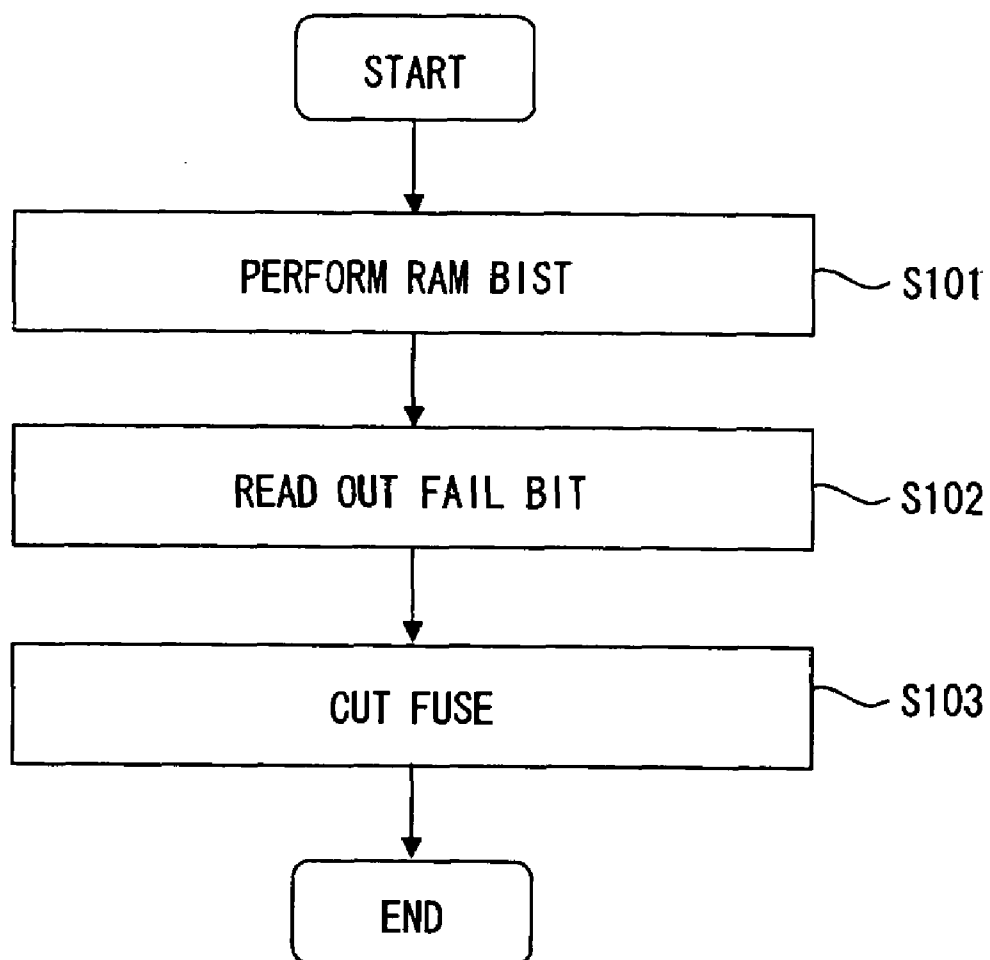 START
PERFORM RAM BIST
S101
READ OUT FAIL BIT
S102
CUT FUSE
S103
END